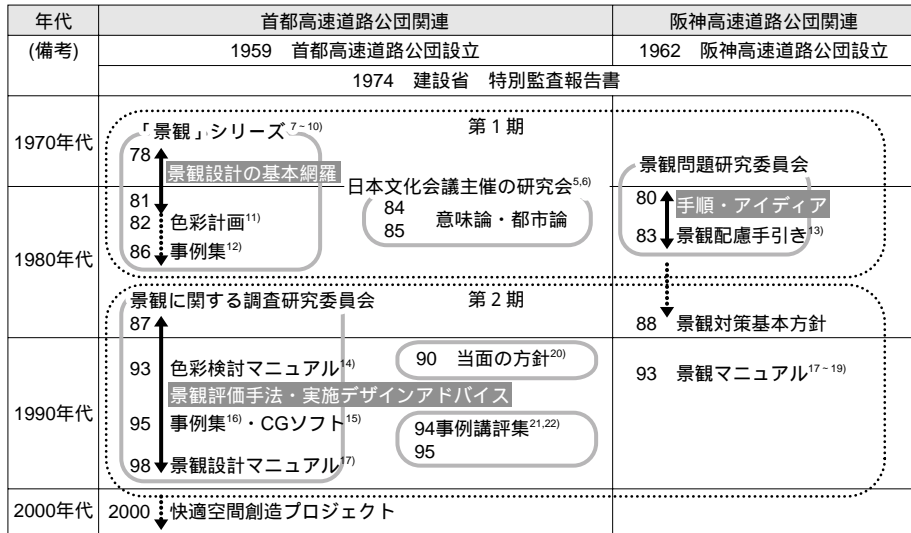 年代 首都高速道路公団関連 阪神高速道路公団関連
(備考) 1959 首都高速道路公団設立 1962 阪神高速道路公団設立
1974 建設省 特別監査報告書
1970年代
「景観」シリーズ7~10)
第1期
78
景観設計の基本網羅
景観問題研究委員会
日本文化会議主催の研究会5,6)
1980年代
81
82 色彩計画11)
86 事例集12)
84
85
意味論・都市論
80 手順・アイディア
83 景観配慮手引き13)
景観に関する調査研究委員会
第2期
87
88 景観対策基本方針
1990年代
93 色彩検討マニュアル14)
90 当面の方針20)
93 景観マニュアル17~19)
景観評価手法・実施デザインアドバイス
95 事例集16)・CGソフト15)
94事例講評集21,22)
95
98 景観設計マニュアル17)
2000年代 2000 快適空間創造プロジェクト